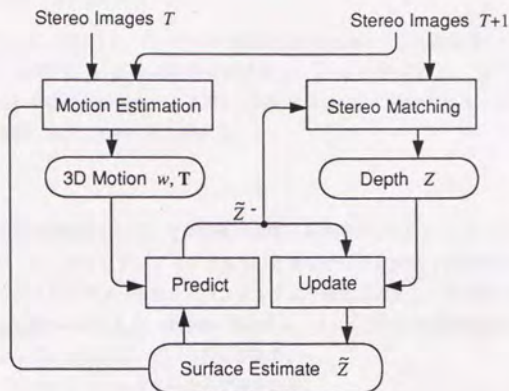 Stereo Images T
Stereo Images T+1
Motion Estimation
Stereo Matching
3D Motion w, T
Depth Z
Z̃ -
Predict
Update
Surface Estimate Z̃